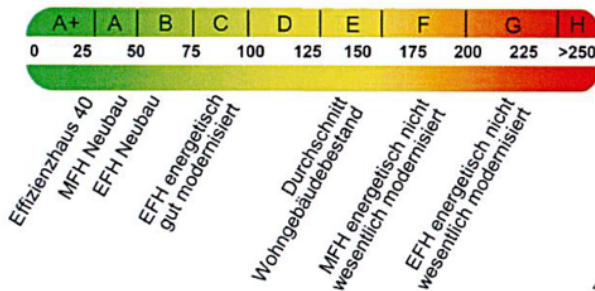 A+ A B C D E F G H
0 25 50 75 100 125 150 175 200 225 >250
Effizienzhaus 40
MFH Neubau
EFH Neubau
EFH energetisch
gut modernisiert
Durchschnitt
Wohngebäudebestand
MFH energetisch nicht
wesentlich modernisiert
EFH energetisch nicht
wesentlich modernisiert